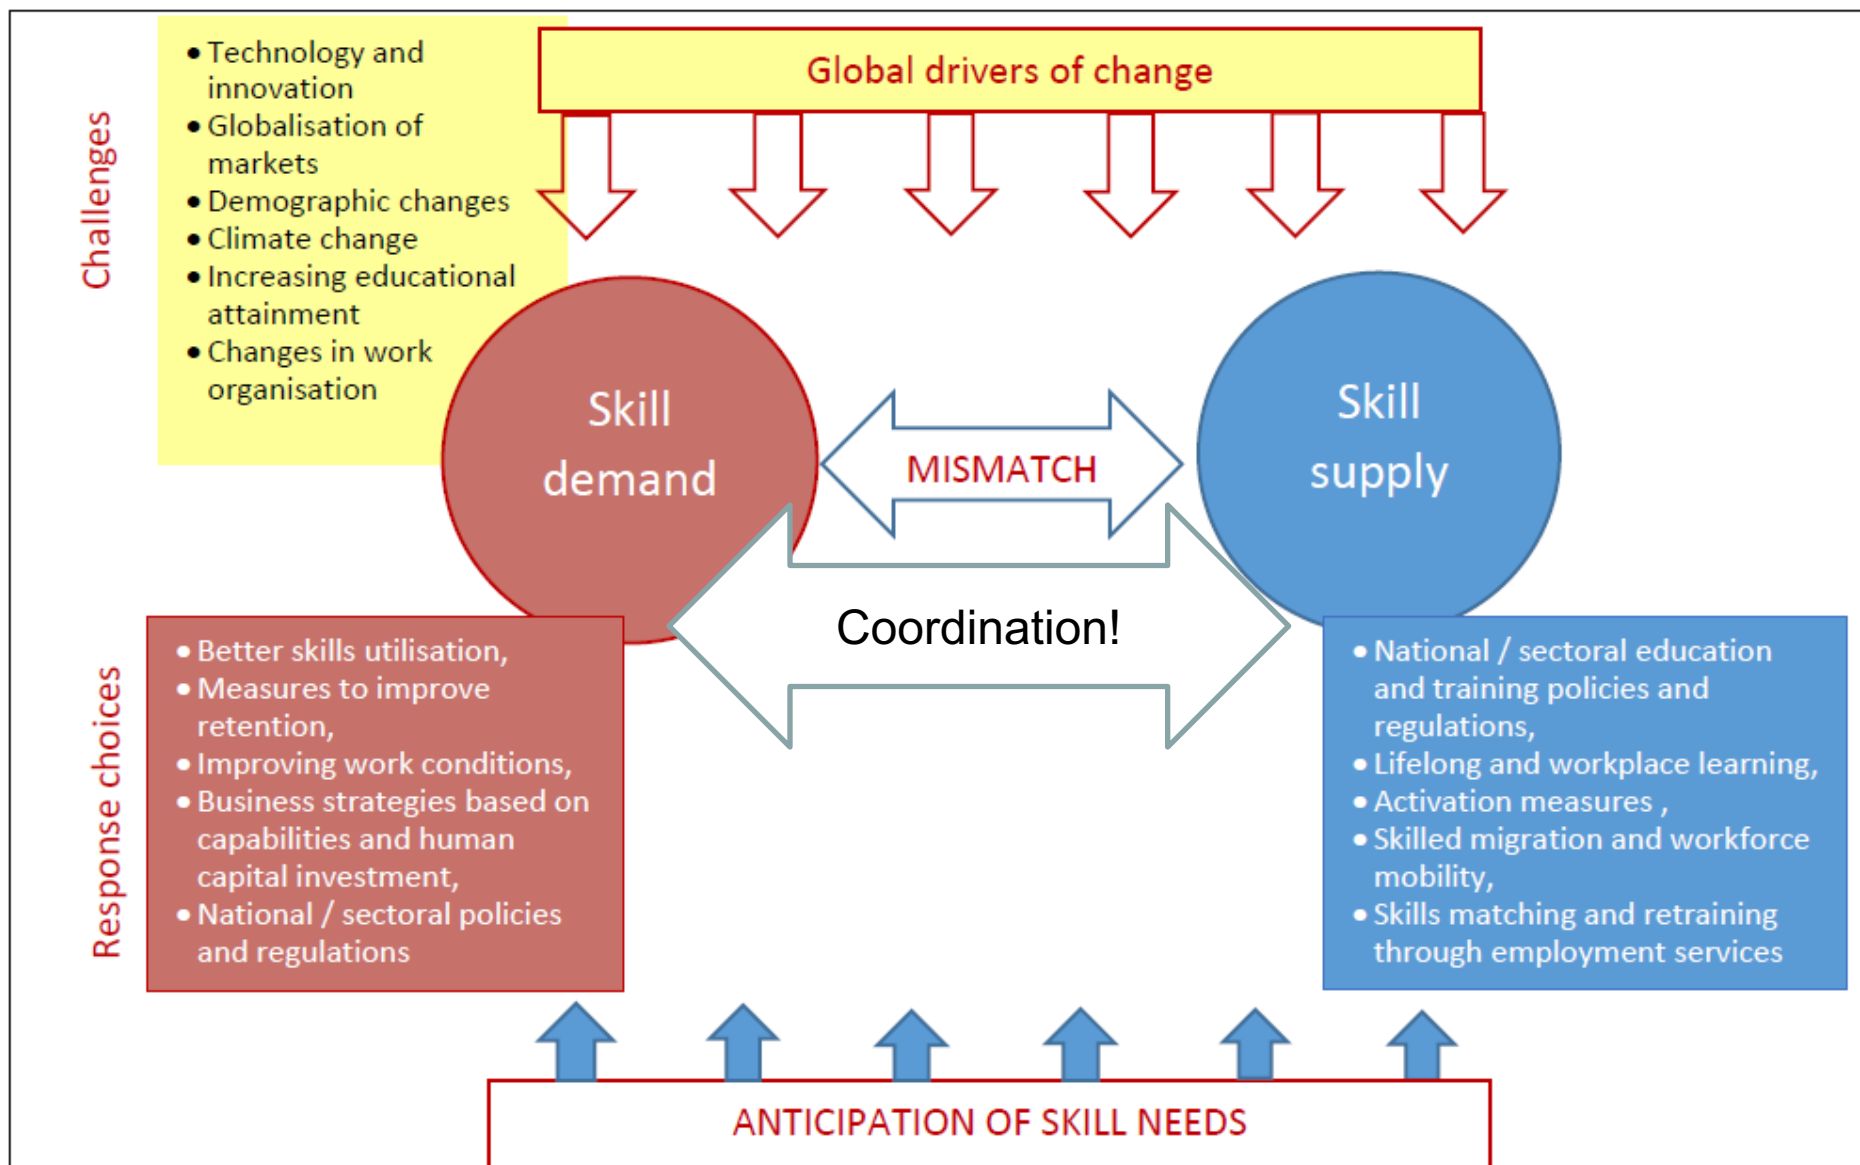 Challenges
• Technology and
innovation
• Globalisation of
markets
• Demographic changes
• Climate change
• Increasing educational
attainment
• Changes in work
organisation
Global drivers of change
Skill
demand
MISMATCH
Skill
supply
Coordination!
Response choices
• Better skills utilisation,
• Measures to improve
retention,
• Improving work conditions,
• Business strategies based on
capabilities and human
capital investment,
• National / sectoral policies
and regulations
• National / sectoral education
and training policies and
regulations,
• Lifelong and workplace learning,
• Activation measures ,
• Skilled migration and workforce
mobility,
• Skills matching and retraining
through employment services
ANTICIPATION OF SKILL NEEDS